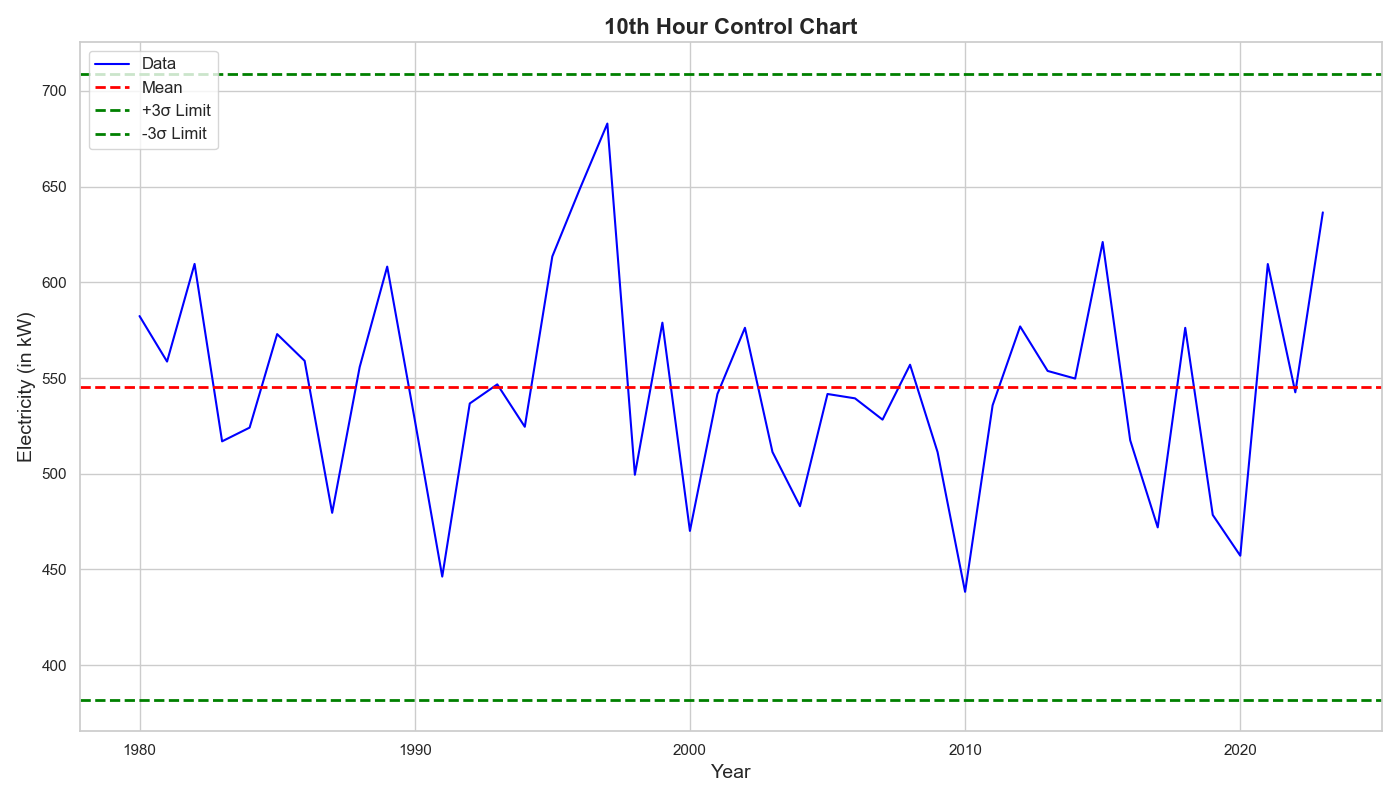 10th Hour Control Chart
Data
Mean
+3σ Limit
-3σ Limit
700
650
600
550
500
450
400
Electricity (in kW)
1980
1990
2000
2010
2020
Year